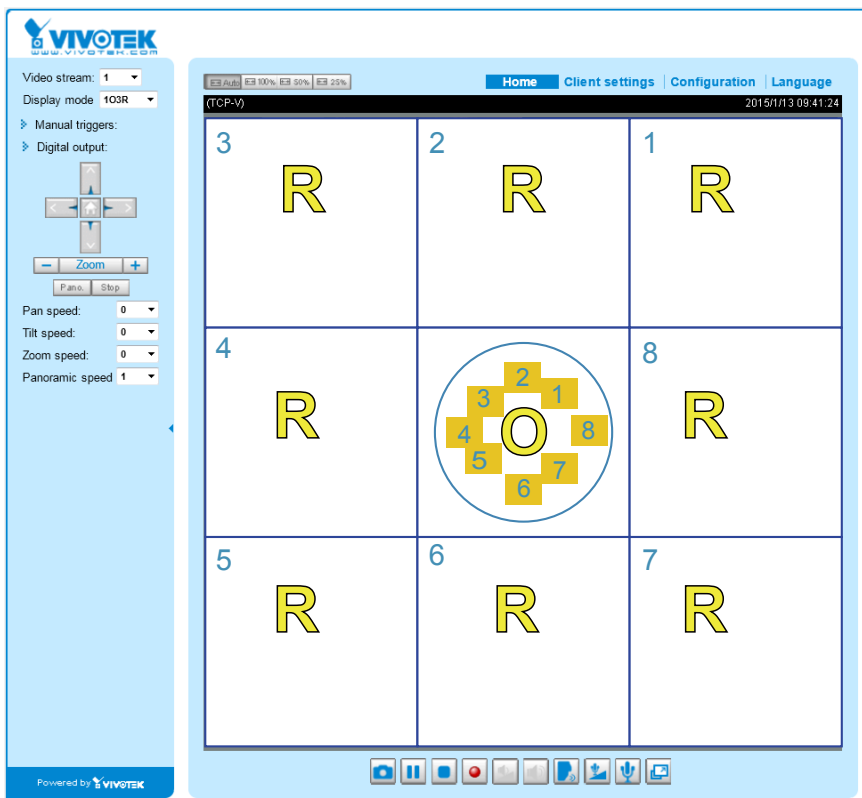 VIVOTEK
www.vivotek.com
Video stream: 1
Display mode 1O3R
Manual triggers:
Digital output:
− Zoom +
Pano. Stop
Pan speed: 0
Tilt speed: 0
Zoom speed: 0
Panoramic speed 1
Powered by VIVOTEK
Auto 100% 50% 25%
Home Client settings Configuration Language
(TCP-V) 2015/1/13 09:41:24
3 R
2 R
1 R
4 R
2
3 1
4 O 8
5 7
6
8 R
5 R
6 R
7 R